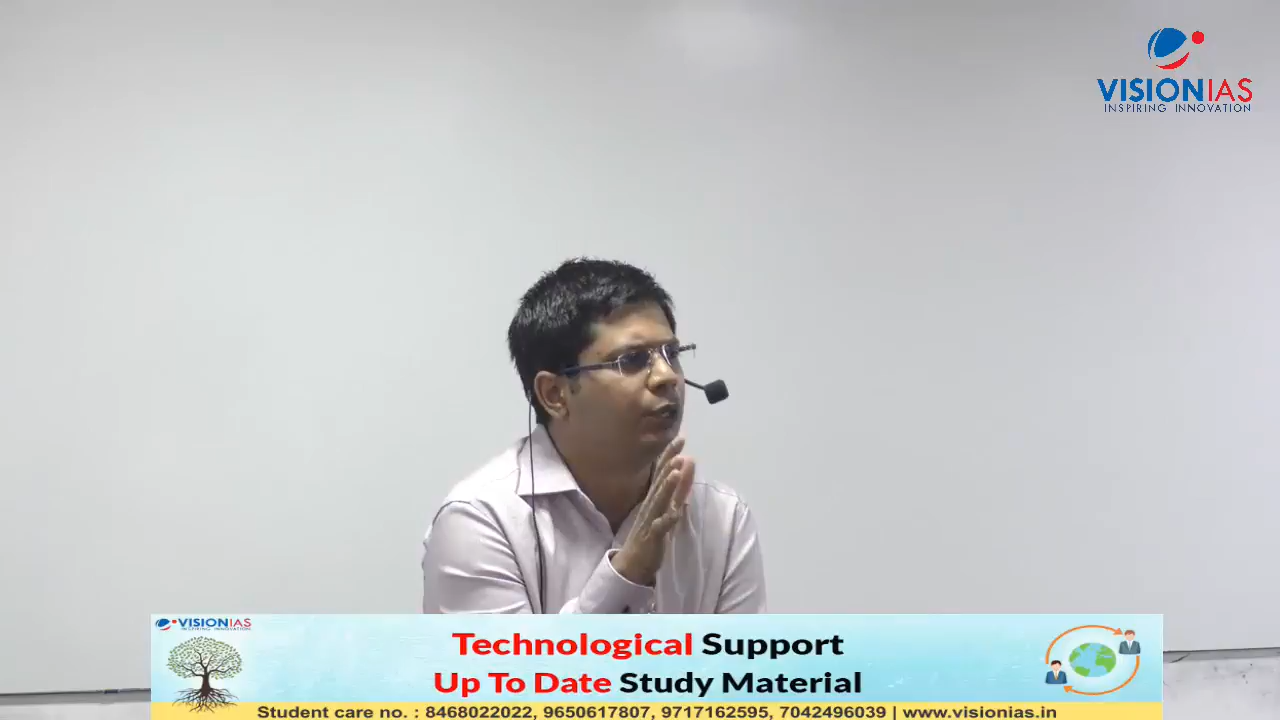 VISIONIAS
INSPIRING INNOVATION
VISIONIAS
INSPIRING INNOVATION
Technological Support
Up To Date Study Material
Student care no. : 8468022022, 9650617807, 9717162595, 7042496039 | www.visionias.in